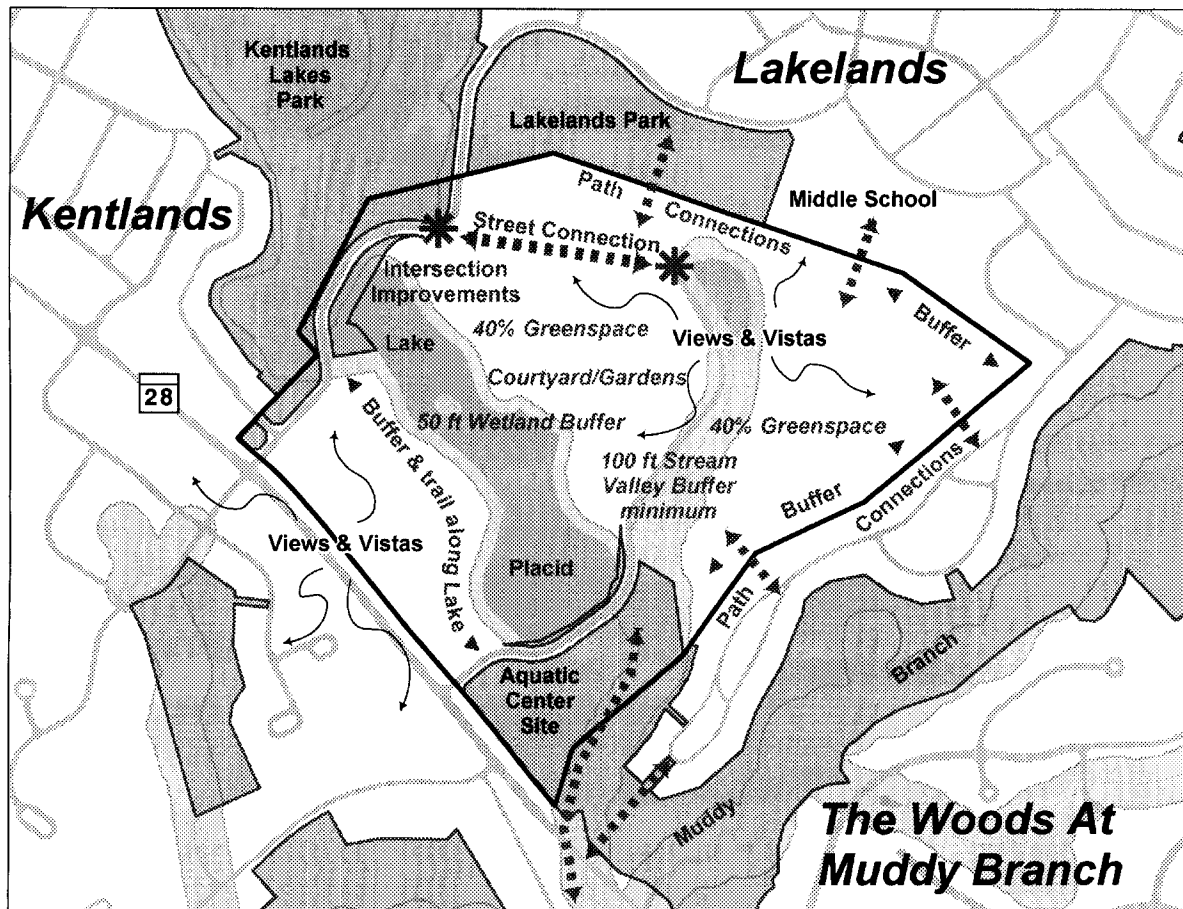 Kentlands
Lakes
Park
Lakelands
Lakelands Park
Kentlands
Path Connections
Middle School
Street Connection
Intersection
Improvements
40% Greenspace
Views & Vistas
Buffer
Lake
28
Courtyard/Gardens
50 ft Wetland Buffer
40% Greenspace
Buffer & trail along Lake
100 ft Stream
Valley Buffer
minimum
Buffer
Path Connections
Views & Vistas
Placid
Aquatic
Center
Site
Branch
Muddy
The Woods At
Muddy Branch